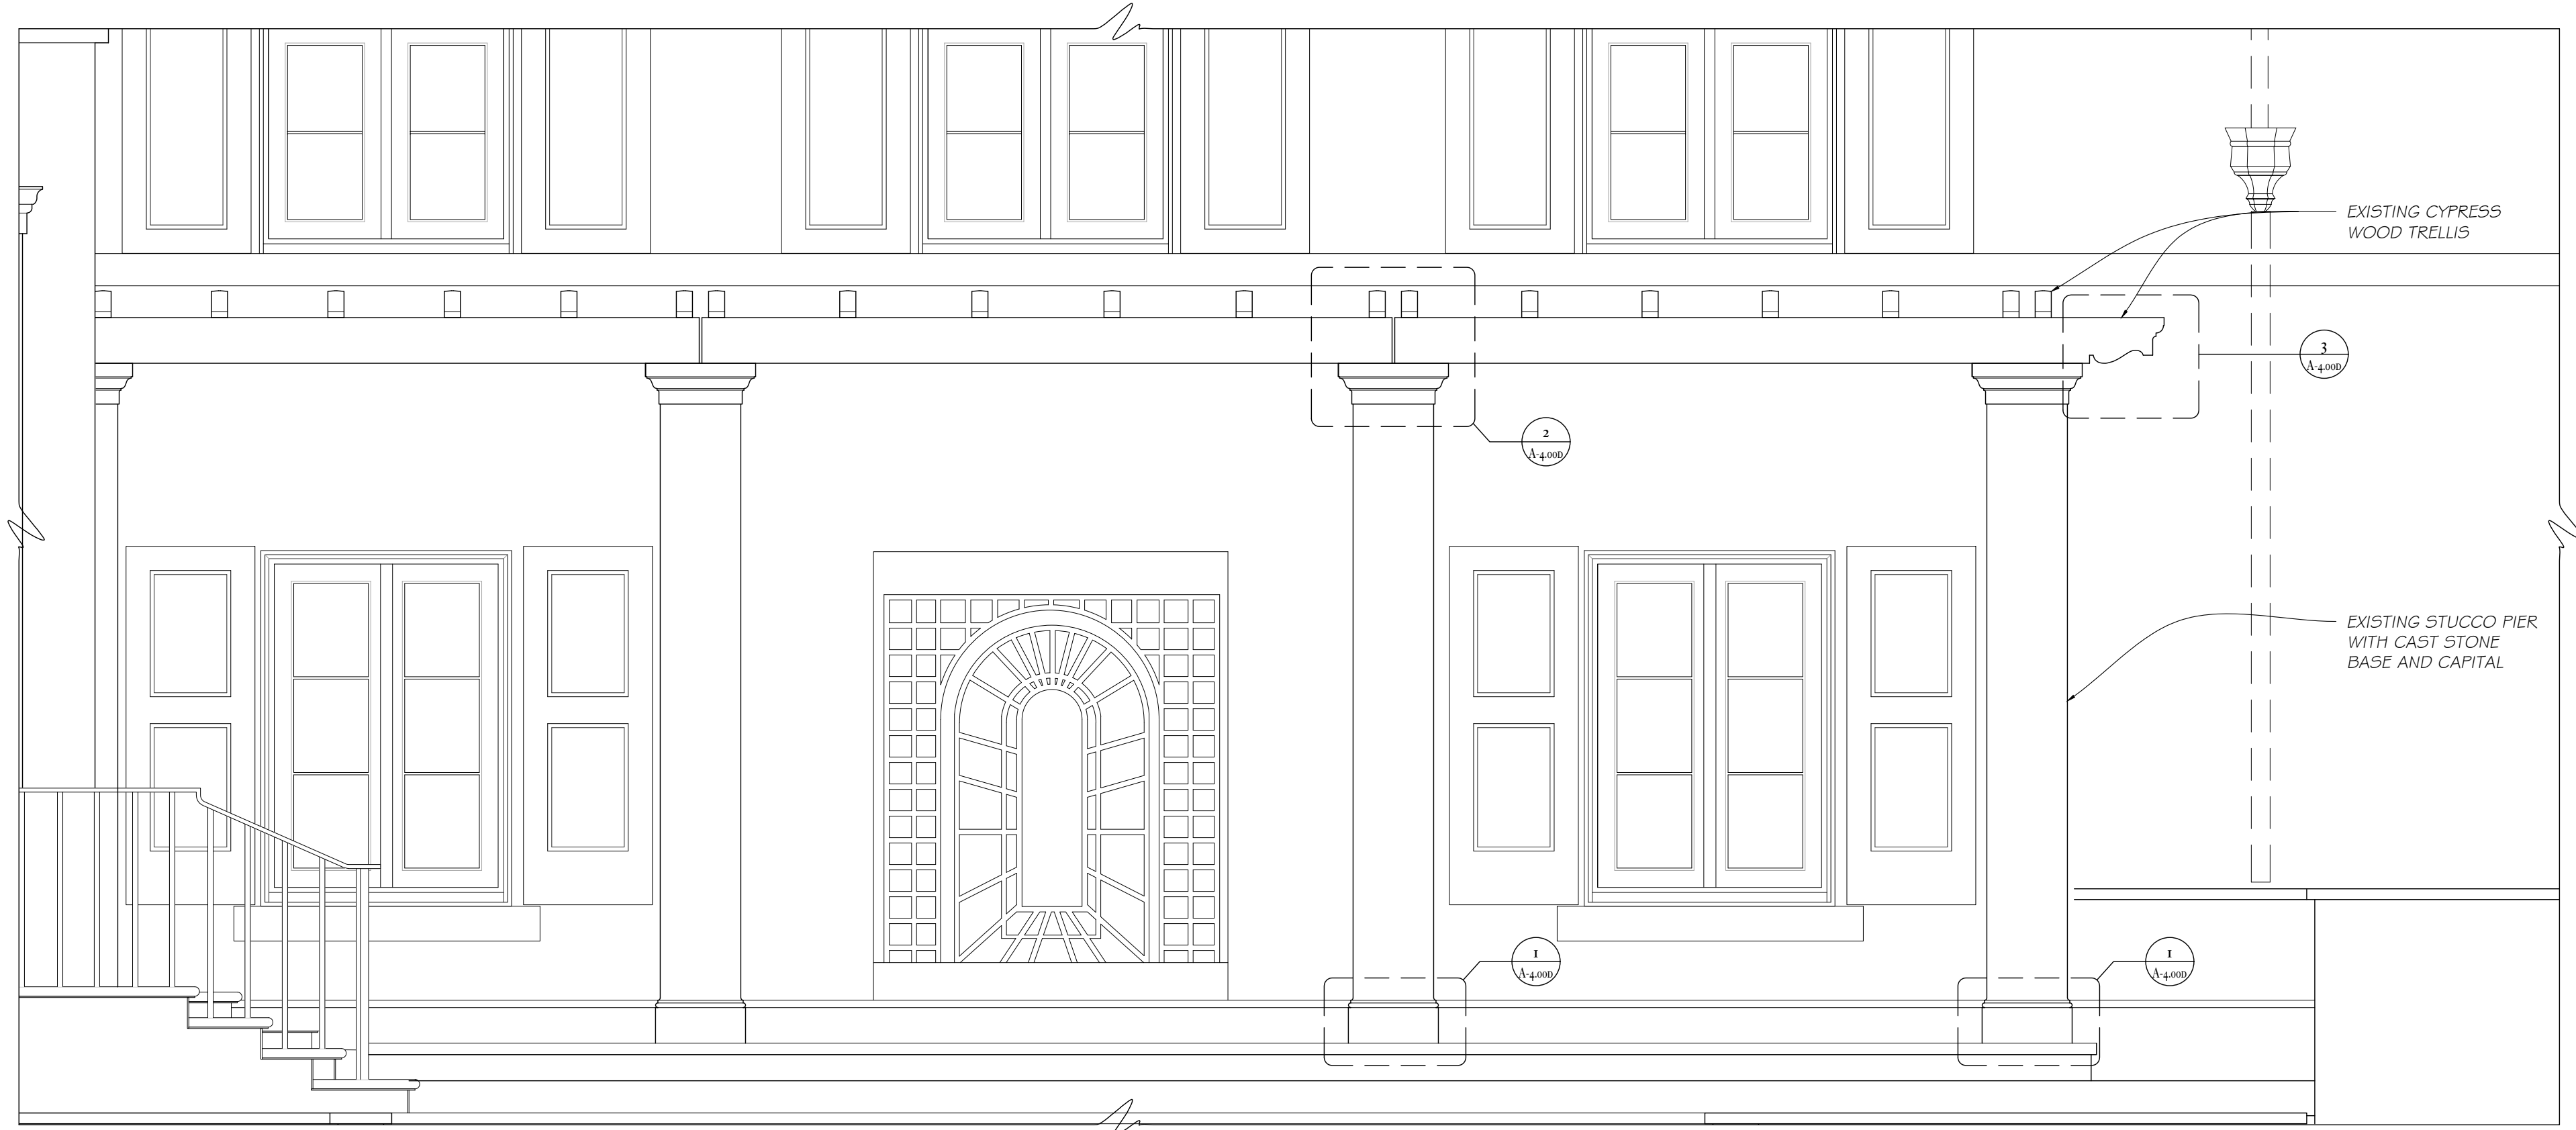 EXISTING CYPRESS
WOOD TRELLIS
3
A-4.00D
2
A-4.00D
EXISTING STUCCO PIER
WITH CAST STONE
BASE AND CAPITAL
1
A-4.00D
1
A-4.00D